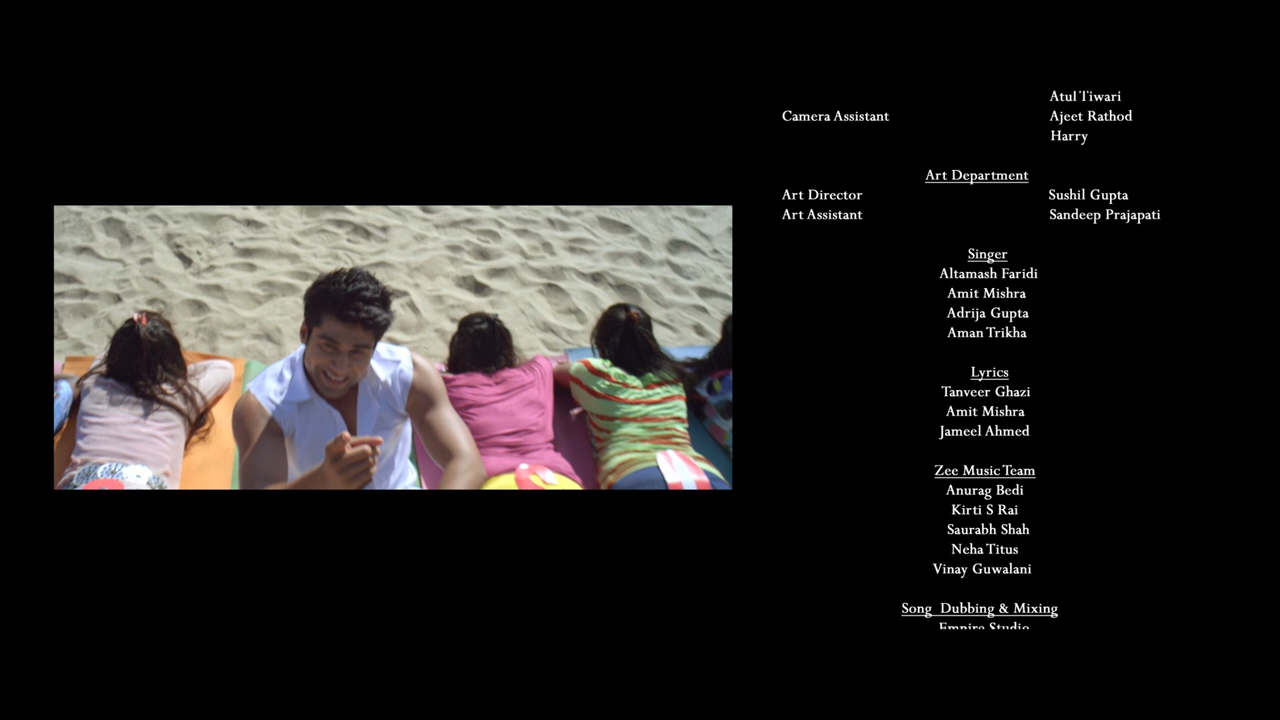 Atul Tiwari
Camera Assistant Ajeet Rathod
Harry
Art Department
Art Director Sushil Gupta
Art Assistant Sandeep Prajapati
Singer
Altamash Faridi
Amit Mishra
Adrija Gupta
Aman Trikha
Lyrics
Tanveer Ghazi
Amit Mishra
Jameel Ahmed
Zee Music Team
Anurag Bedi
Kirti S Rai
Saurabh Shah
Neha Titus
Vinay Guwalani
Song Dubbing & Mixing
Empire Studio